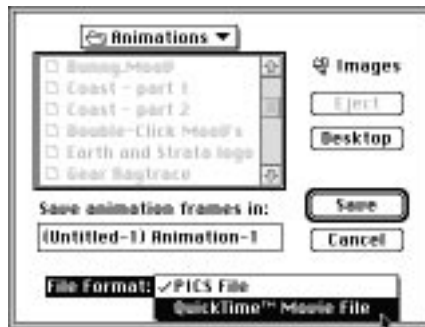 Animations
Bunny.MooV
Images
Coast - part 1
Eject
Coast - part 2
Double-Click MooV's
Desktop
Earth and Strata logo
Gear Raytrace
Save animation frames in:
Save
(Untitled-1) Animation-1
Cancel
File Format:
✓PICS File
QuickTime™ Movie File